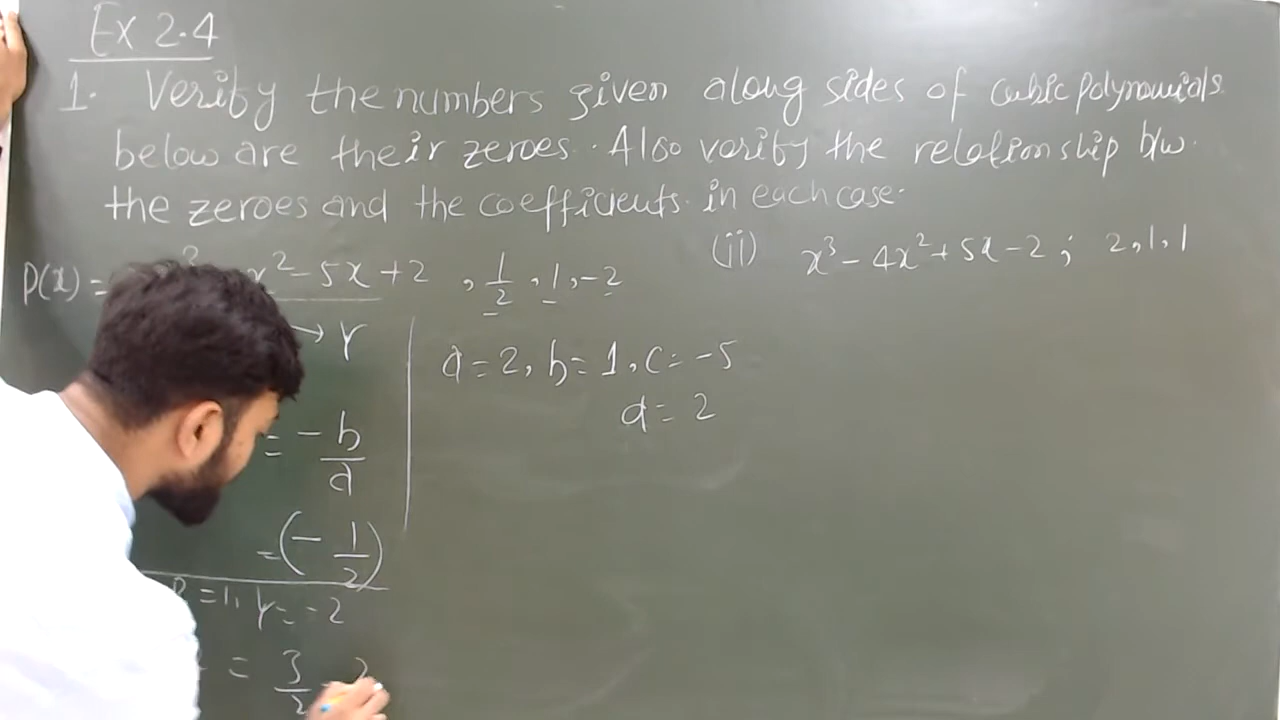 Ex 2.4
1. Verify the numbers given along sides of cubic polynomials
below are their zeroes. Also verify the relationship b/w.
the zeroes and the coefficients in each case.
P(x) = x² - 5x + 2 , 1/2 , 1 , -2
→ γ
= -b/a
= (- 1/2)
= 1, γ = -2
= 3/2
a = 2, b = 1, c = -5
d = 2
(ii) x³ - 4x² + 5x - 2 ; 2, 1, 1